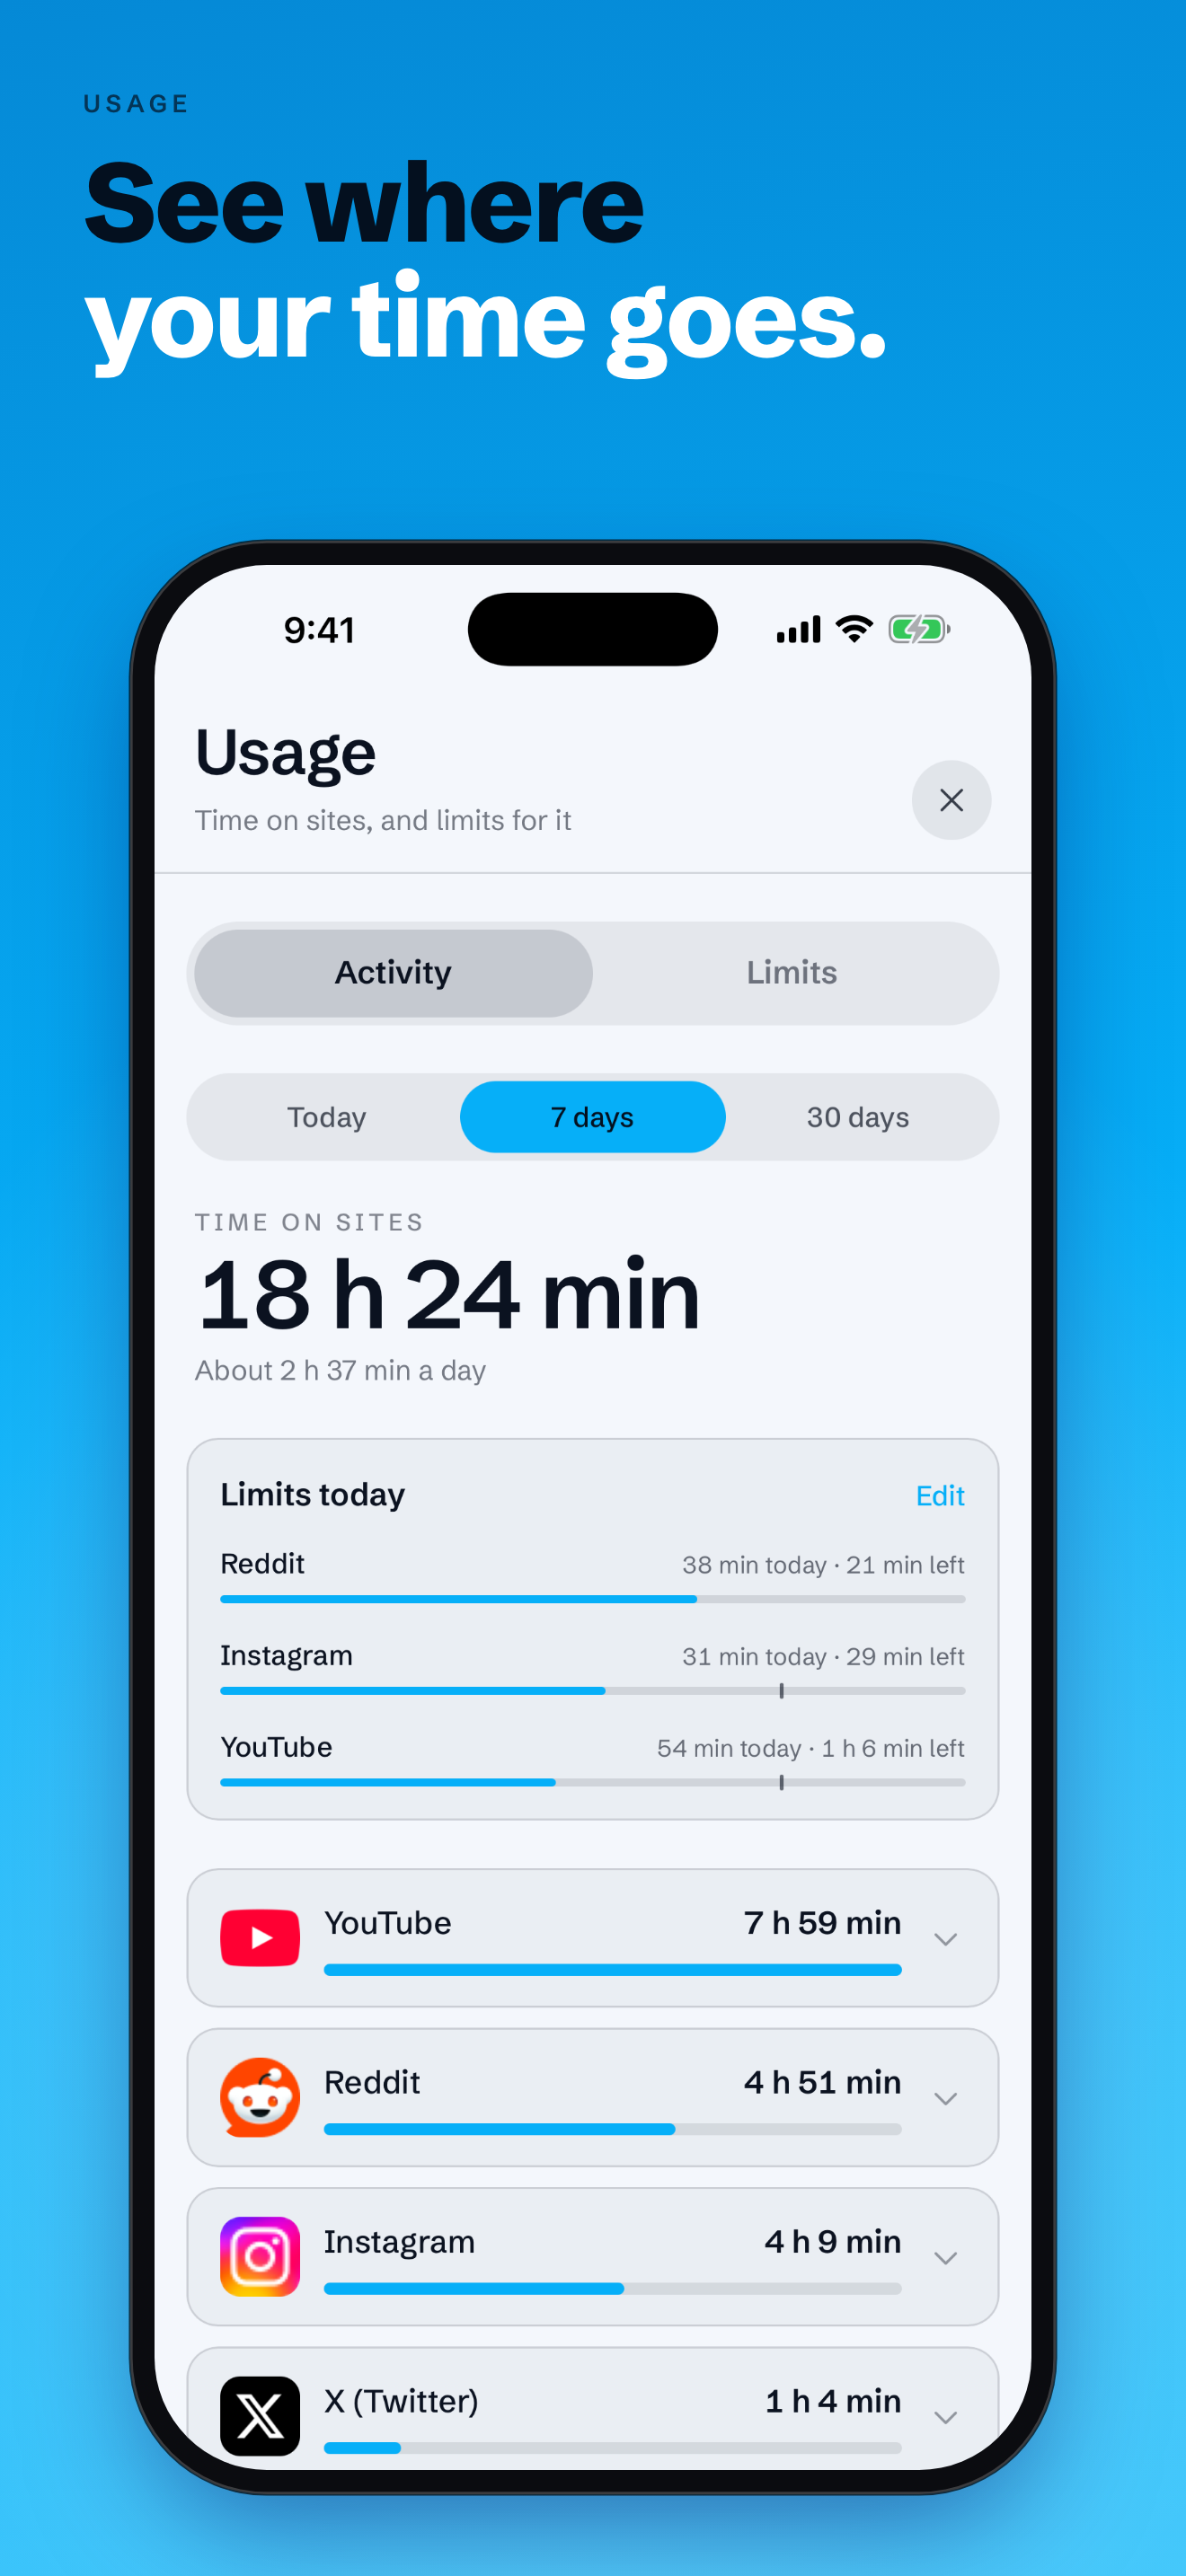 USAGE
See where
your time goes.
9:41
Usage
Time on sites, and limits for it
Activity
Limits
Today
7 days
30 days
TIME ON SITES
18 h 24 min
About 2 h 37 min a day
Limits today
Edit
Reddit
38 min today · 21 min left
Instagram
31 min today · 29 min left
YouTube
54 min today · 1 h 6 min left
YouTube
7 h 59 min
Reddit
4 h 51 min
Instagram
4 h 9 min
X (Twitter)
1 h 4 min